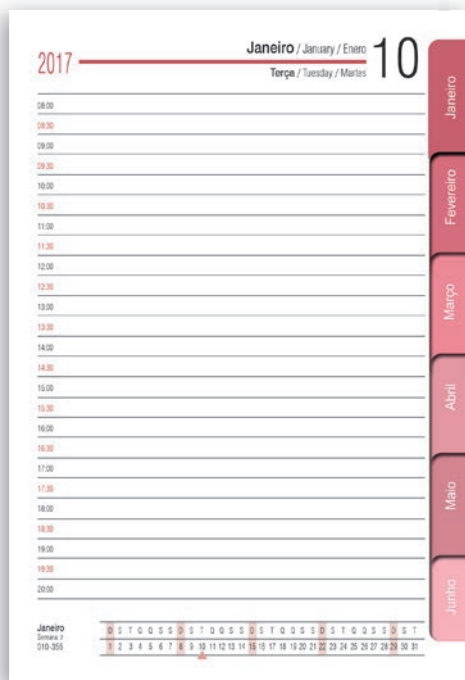 2017
Janeiro / January / Enero
10
Terça / Tuesday / Martes
08:00
08:30
09:00
09:30
10:00
10:30
11:00
11:30
12:00
12:30
13:00
13:30
14:00
14:30
15:00
15:30
16:00
16:30
17:00
17:30
18:00
18:30
19:00
19:30
20:00
Janeiro
Semana
010-355
D S T Q Q S S D S T Q Q S S D S T Q Q S S D S T Q Q S S D S T
1 2 3 4 5 6 7 8 9 10 11 12 13 14 15 16 17 18 19 20 21 22 23 24 25 26 27 28 29 30 31
Janeiro
Fevereiro
Março
Abril
Maio
Junho